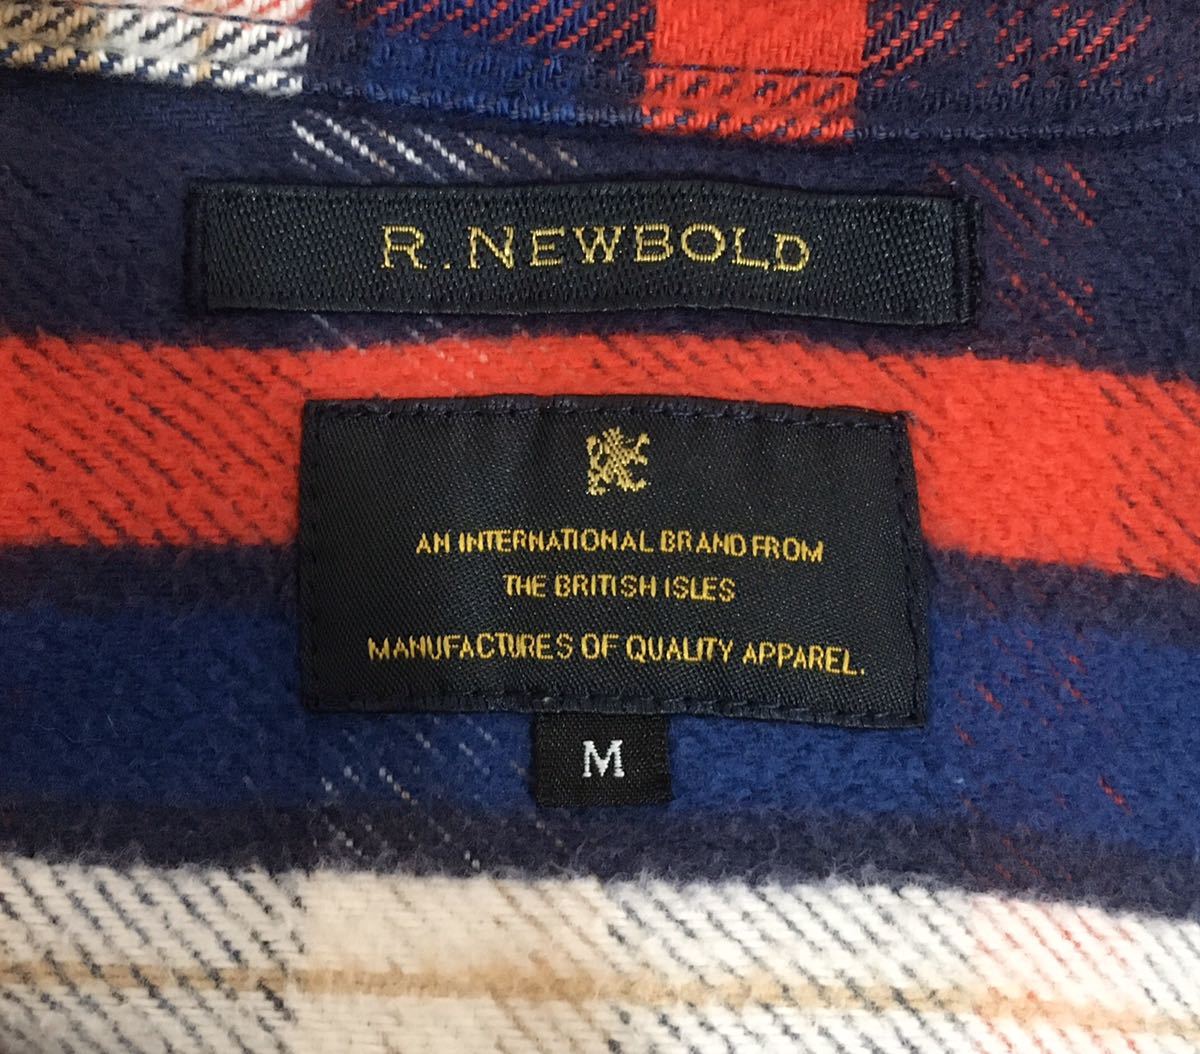 R. NEWBOLD
AN INTERNATIONAL BRAND FROM
THE BRITISH ISLES
MANUFACTURES OF QUALITY APPAREL.
M